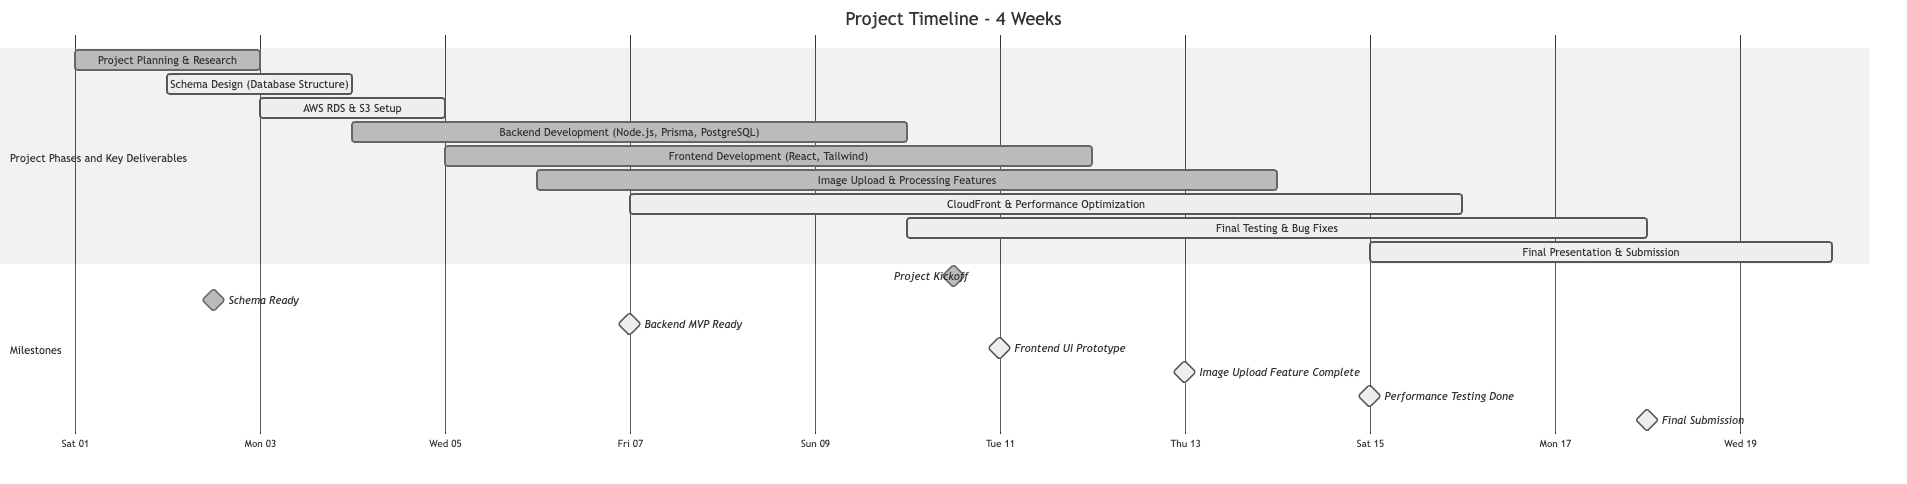 Project Timeline - 4 Weeks
Project Planning & Research
Schema Design (Database Structure)
AWS RDS & S3 Setup
Backend Development (Node.js, Prisma, PostgreSQL)
Project Phases and Key Deliverables
Frontend Development (React, Tailwind)
Image Upload & Processing Features
CloudFront & Performance Optimization
Final Testing & Bug Fixes
Final Presentation & Submission
Project Kickoff
Schema Ready
Backend MVP Ready
Milestones
Frontend UI Prototype
Image Upload Feature Complete
Performance Testing Done
Final Submission
Sat 01 Mon 03 Wed 05 Fri 07 Sun 09 Tue 11 Thu 13 Sat 15 Mon 17 Wed 19